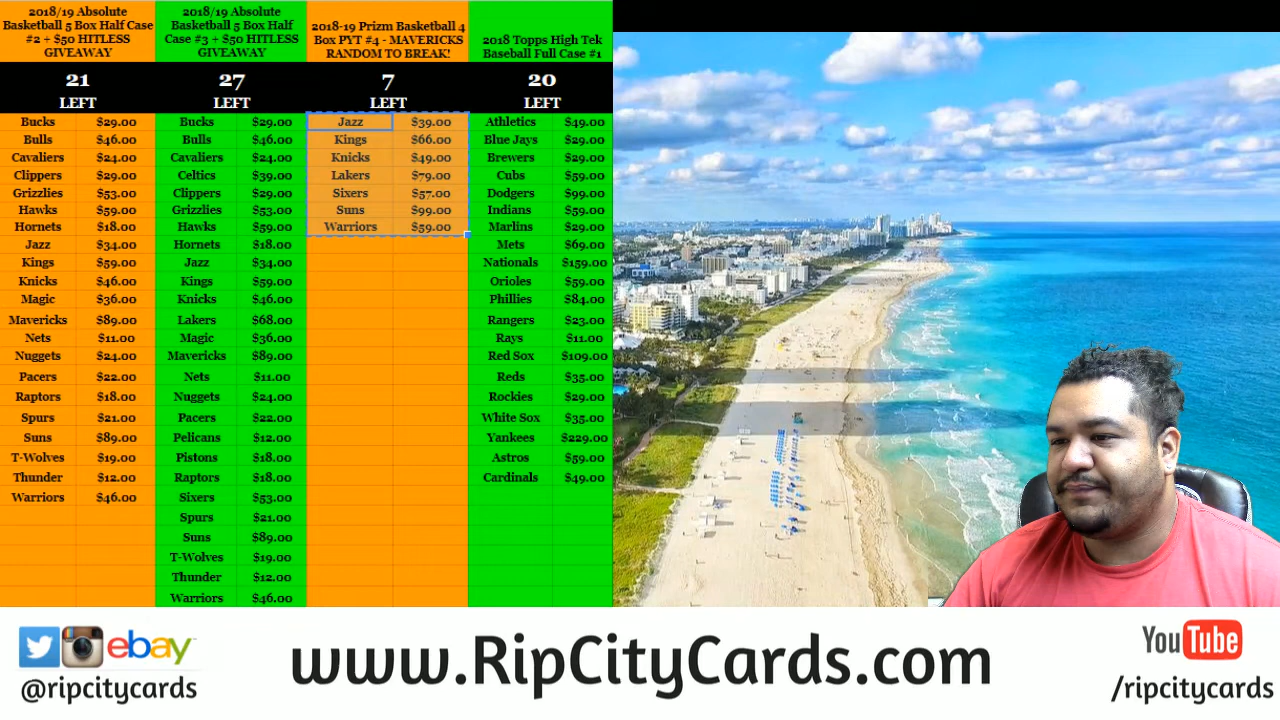 2018/19 Absolute
Basketball 5 Box Half Case
#2 + $50 HITLESS
GIVEAWAY
21
LEFT
Bucks $29.00
Bulls $46.00
Cavaliers $24.00
Clippers $29.00
Grizzlies $53.00
Hawks $59.00
Hornets $18.00
Jazz $34.00
Kings $59.00
Knicks $46.00
Magic $36.00
Mavericks $89.00
Nets $11.00
Nuggets $24.00
Pacers $22.00
Raptors $18.00
Spurs $21.00
Suns $89.00
T-Wolves $19.00
Thunder $12.00
Warriors $46.00
2018/19 Absolute
Basketball 5 Box Half
Case #3 + $50 HITLESS
GIVEAWAY
27
LEFT
Bucks $29.00
Bulls $46.00
Cavaliers $24.00
Celtics $39.00
Clippers $29.00
Grizzlies $53.00
Hawks $59.00
Hornets $18.00
Jazz $34.00
Kings $59.00
Knicks $46.00
Lakers $68.00
Magic $36.00
Mavericks $89.00
Nets $11.00
Nuggets $24.00
Pacers $22.00
Pelicans $12.00
Pistons $18.00
Raptors $18.00
Sixers $53.00
Spurs $21.00
Suns $89.00
T-Wolves $19.00
Thunder $12.00
Warriors $46.00
2018-19 Prizm Basketball 4
Box PYT #4 - MAVERICKS
RANDOM TO BREAK!
7
LEFT
Jazz $39.00
Kings $66.00
Knicks $49.00
Lakers $79.00
Sixers $57.00
Suns $99.00
Warriors $59.00
2018 Topps High Tek
Baseball Full Case #1
20
LEFT
Athletics $49.00
Blue Jays $29.00
Brewers $29.00
Cubs $59.00
Dodgers $99.00
Indians $59.00
Marlins $29.00
Mets $69.00
Nationals $159.00
Orioles $59.00
Phillies $84.00
Rangers $23.00
Rays $11.00
Red Sox $109.00
Reds $35.00
Rockies $29.00
White Sox $35.00
Yankees $229.00
Astros $59.00
Cardinals $49.00
ebay
@ripcitycards
www.RipCityCards.com
YouTube
/ripcitycards